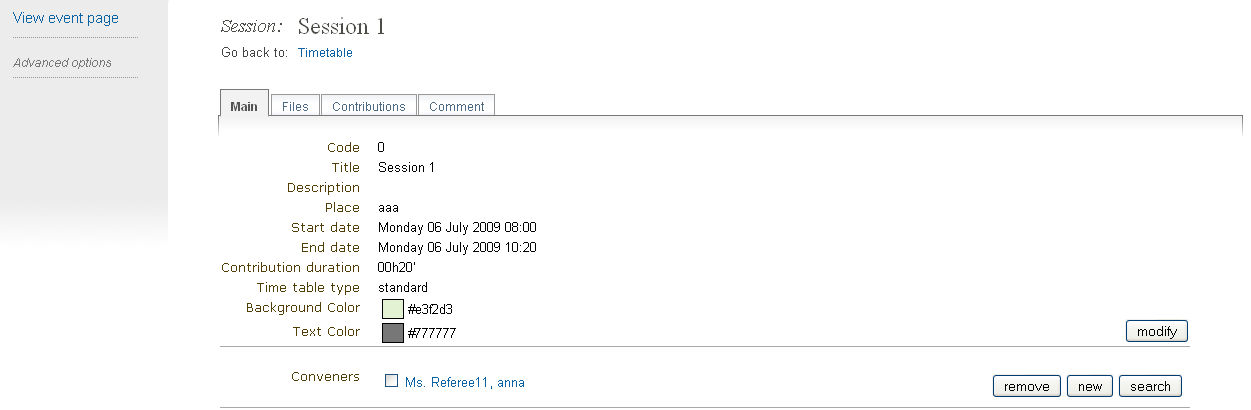 View event page
Advanced options
Session: Session 1
Go back to: Timetable
Main Files Contributions Comment
Code 0
Title Session 1
Description
Place aaa
Start date Monday 06 July 2009 08:00
End date Monday 06 July 2009 10:20
Contribution duration 00h20'
Time table type standard
Background Color #e3f2d3
Text Color #777777
modify
Conveners Ms. Referee11, anna
remove new search